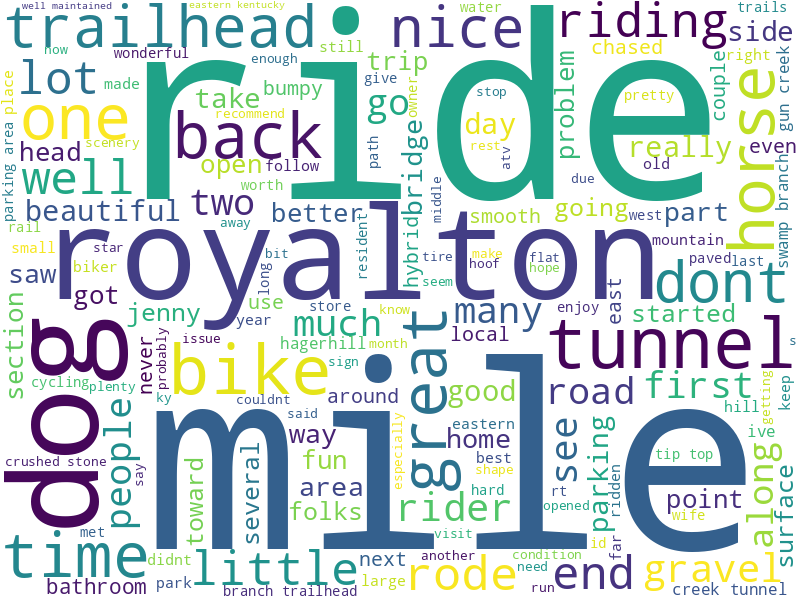 well maintained
eastern kentucky
trailhead
nice
riding
water
trails
now
wonderful
still
enough
trip
chased
side
right
lot
made
take
bumpy
give
owner
problem
couple
place
one
recommend
go
pretty
gun creek
parking area
scenery
back
ride
day
stop
head
open
follow
path
bridge
atv
rest
really
old
horse
even
well
worth
two
middle
due
swamp branch
beautiful
away
better
resident
hybrid
smooth
going
west
part
rail
small
star
royalton
mountain
saw
biker
bit
long
tire
hoof
flat
paved
last
seem
make
hope
dont
got
use
year
store
know
many
enjoy
east
section
jenny
much
started
dog
never
probably
issue
hagerhill
month
local
tunnel
s
sign
bike
great
good
road
first
getting
cycling
plenty
ky
couldnt
around
keep
people
said
eastern
hill
ive
mile
way
home
see
parking
along
crushed stone
say
toward
several
fun
especially
best
shape
tip top
area
hard
rt
ridden
point
surface
folks
rider
opened
wife
met
visit
far
time
didnt
next
another
condition
id
little
need
gravel
bathroom
park
large
rode
end
branch trailhead
run
creek tunnel